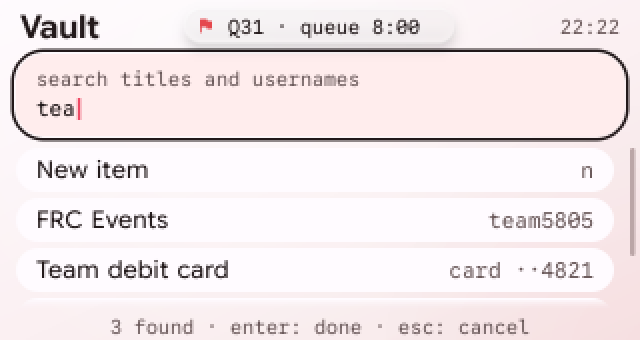 Vault
Q31 · queue 8:00
22:22
search titles and usernames
tea
New item n
FRC Events team5805
Team debit card card ··4821
3 found · enter: done · esc: cancel